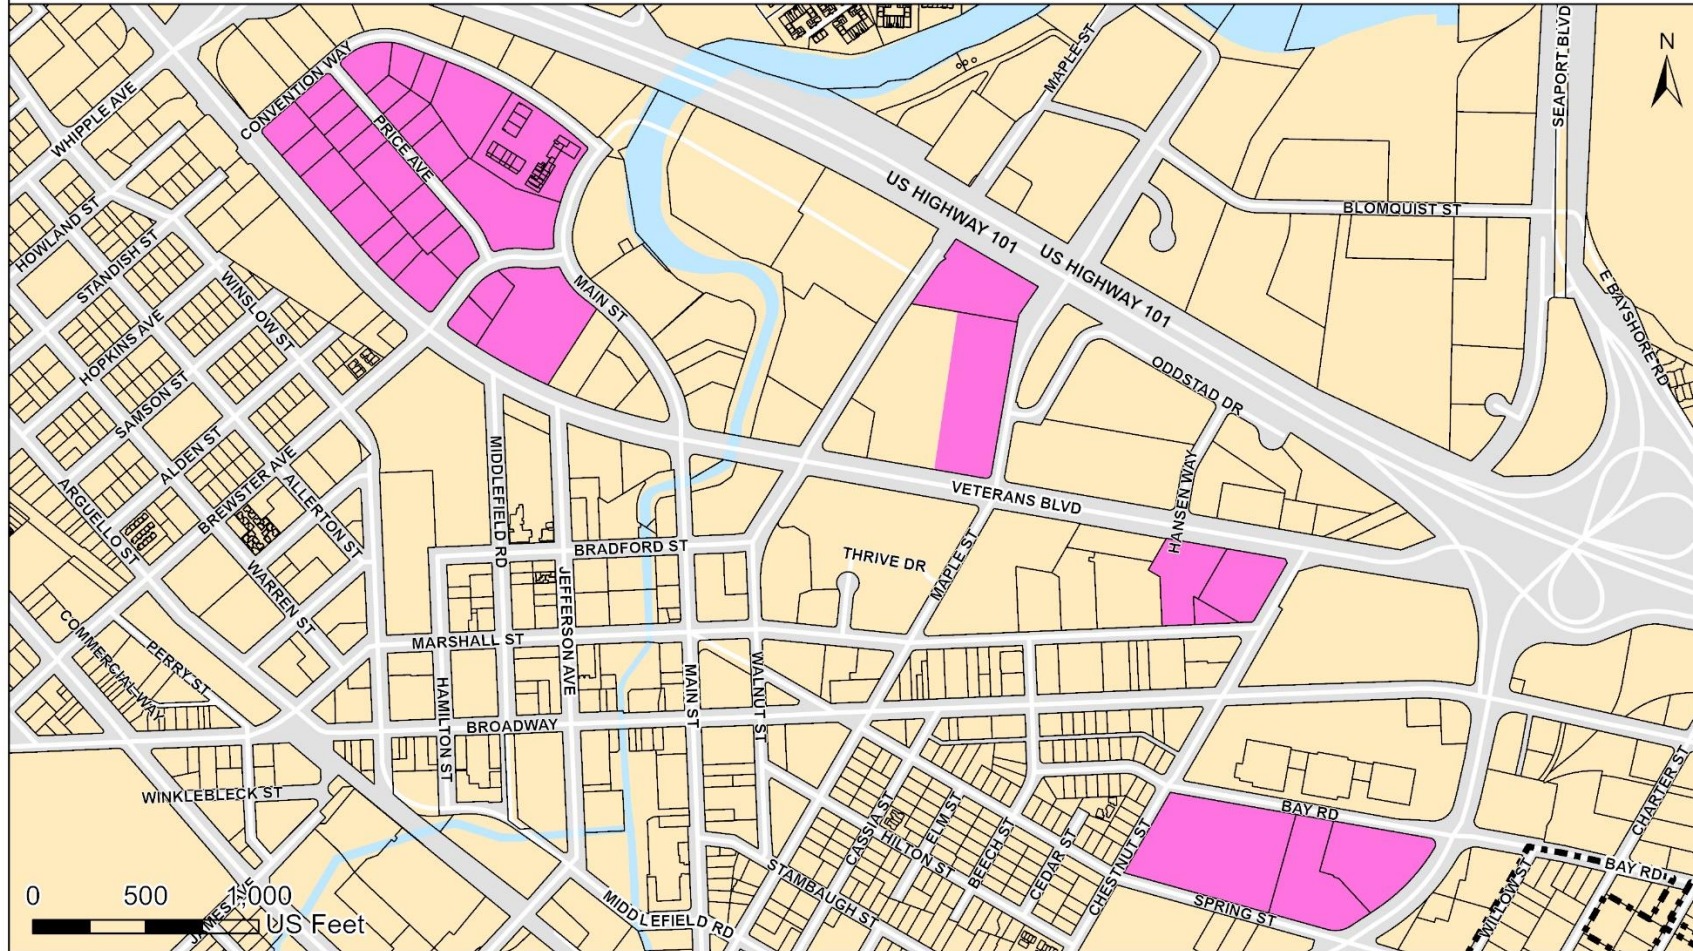 CONVENTION WAY
MAPLE ST
SEAPORT BLVD
N
WHIPPLE AVE
PRICE AVE
US HIGHWAY 101
US HIGHWAY 101
BLOMQUIST ST
HOWLAND ST
STANDISH ST
WINSLOW ST
MAIN ST
E BAYSHORE RD
HOPKINS AVE
SAMSON ST
ODDSTAD DR
ALDEN ST
BREWSTER AVE
ALLERTON ST
ARGUELLO ST
MIDDLEFIELD RD
VETERANS BLVD
HANSEN WAY
BRADFORD ST
THRIVE DR
MAPLE ST
WARREN ST
JEFFERSON AVE
COMMERCIAL WAY
PERRY ST
MARSHALL ST
HAMILTON ST
MAIN ST
WALNUT ST
BROADWAY
WINKLEBLECK ST
CASSIA ST
ELM ST
HILTON ST
BEECH ST
CEDAR ST
CHESTNUT ST
BAY RD
CHARTER ST
BAY RD
STAMBAUGH ST
MIDDLEFIELD RD
SPRING ST
WILLOW ST
JAMES AVE
0 500 1,000
US Feet